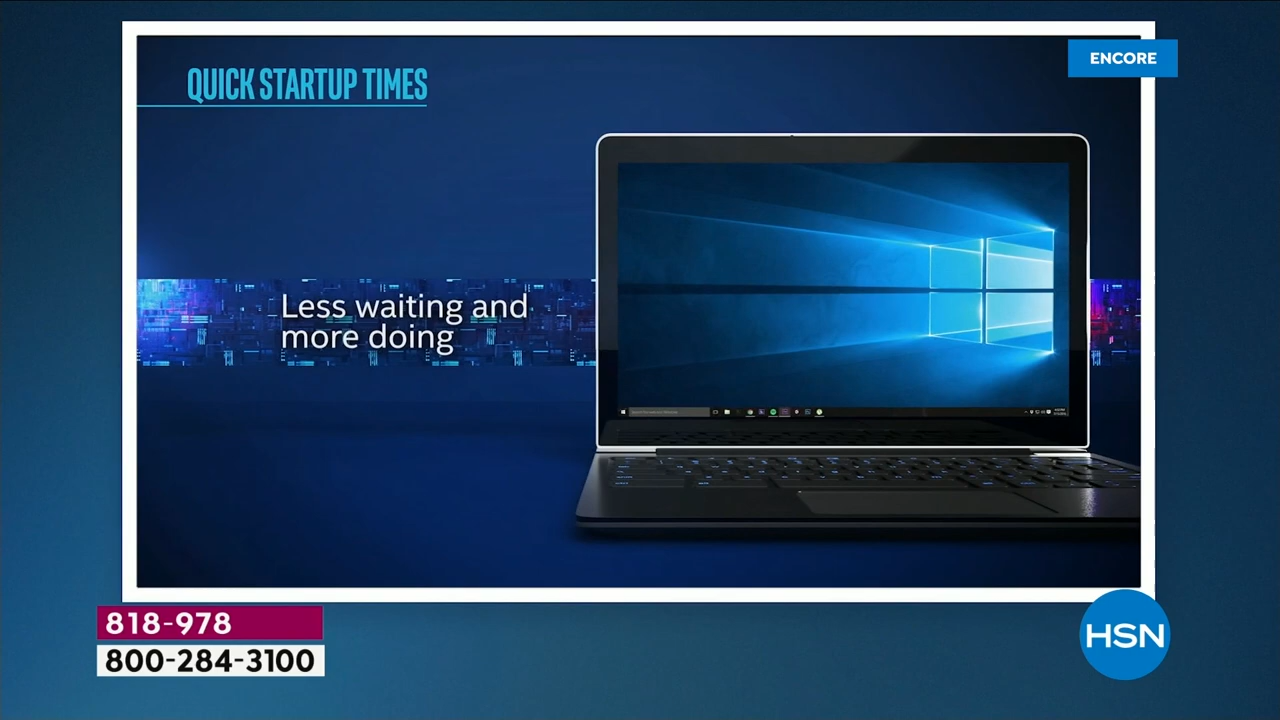 QUICK STARTUP TIMES
ENCORE
Less waiting and
more doing
818-978
800-284-3100
HSN